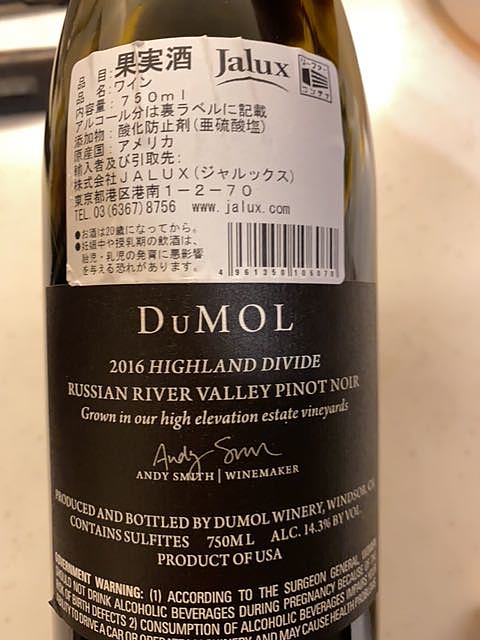 品目:果実酒 Jalux
品名:ワイン
内容量:750ml
アルコール分は裏ラベルに記載
添加物:酸化防止剤(亜硫酸塩)
原産国:アメリカ
輸入者及び引取先:
株式会社JALUX(ジャルックス)
東京都港区港南1-2-70
TEL.03(6367)8756 www.jalux.com
●お酒は20歳になってから。
●妊娠中や授乳期の飲酒は、
胎児・乳児の発育に悪影響
を与える恐れがあります。
4 961350 106070
DuMOL
2016 HIGHLAND DIVIDE
RUSSIAN RIVER VALLEY PINOT NOIR
Grown in our high elevation estate vineyards
ANDY SMITH | WINEMAKER
PRODUCED AND BOTTLED BY DUMOL WINERY, WINDSOR, CA
CONTAINS SULFITES 750ML ALC. 14.3% BY VOL.
PRODUCT OF USA
GOVERNMENT WARNING: (1) ACCORDING TO THE SURGEON GENERAL, WOMEN
SHOULD NOT DRINK ALCOHOLIC BEVERAGES DURING PREGNANCY BECAUSE OF
OF BIRTH DEFECTS 2) CONSUMPTION OF ALCOHOLIC BEVERAGES
TO DRIVE A CAR OR AND MAY CAUSE HEALTH